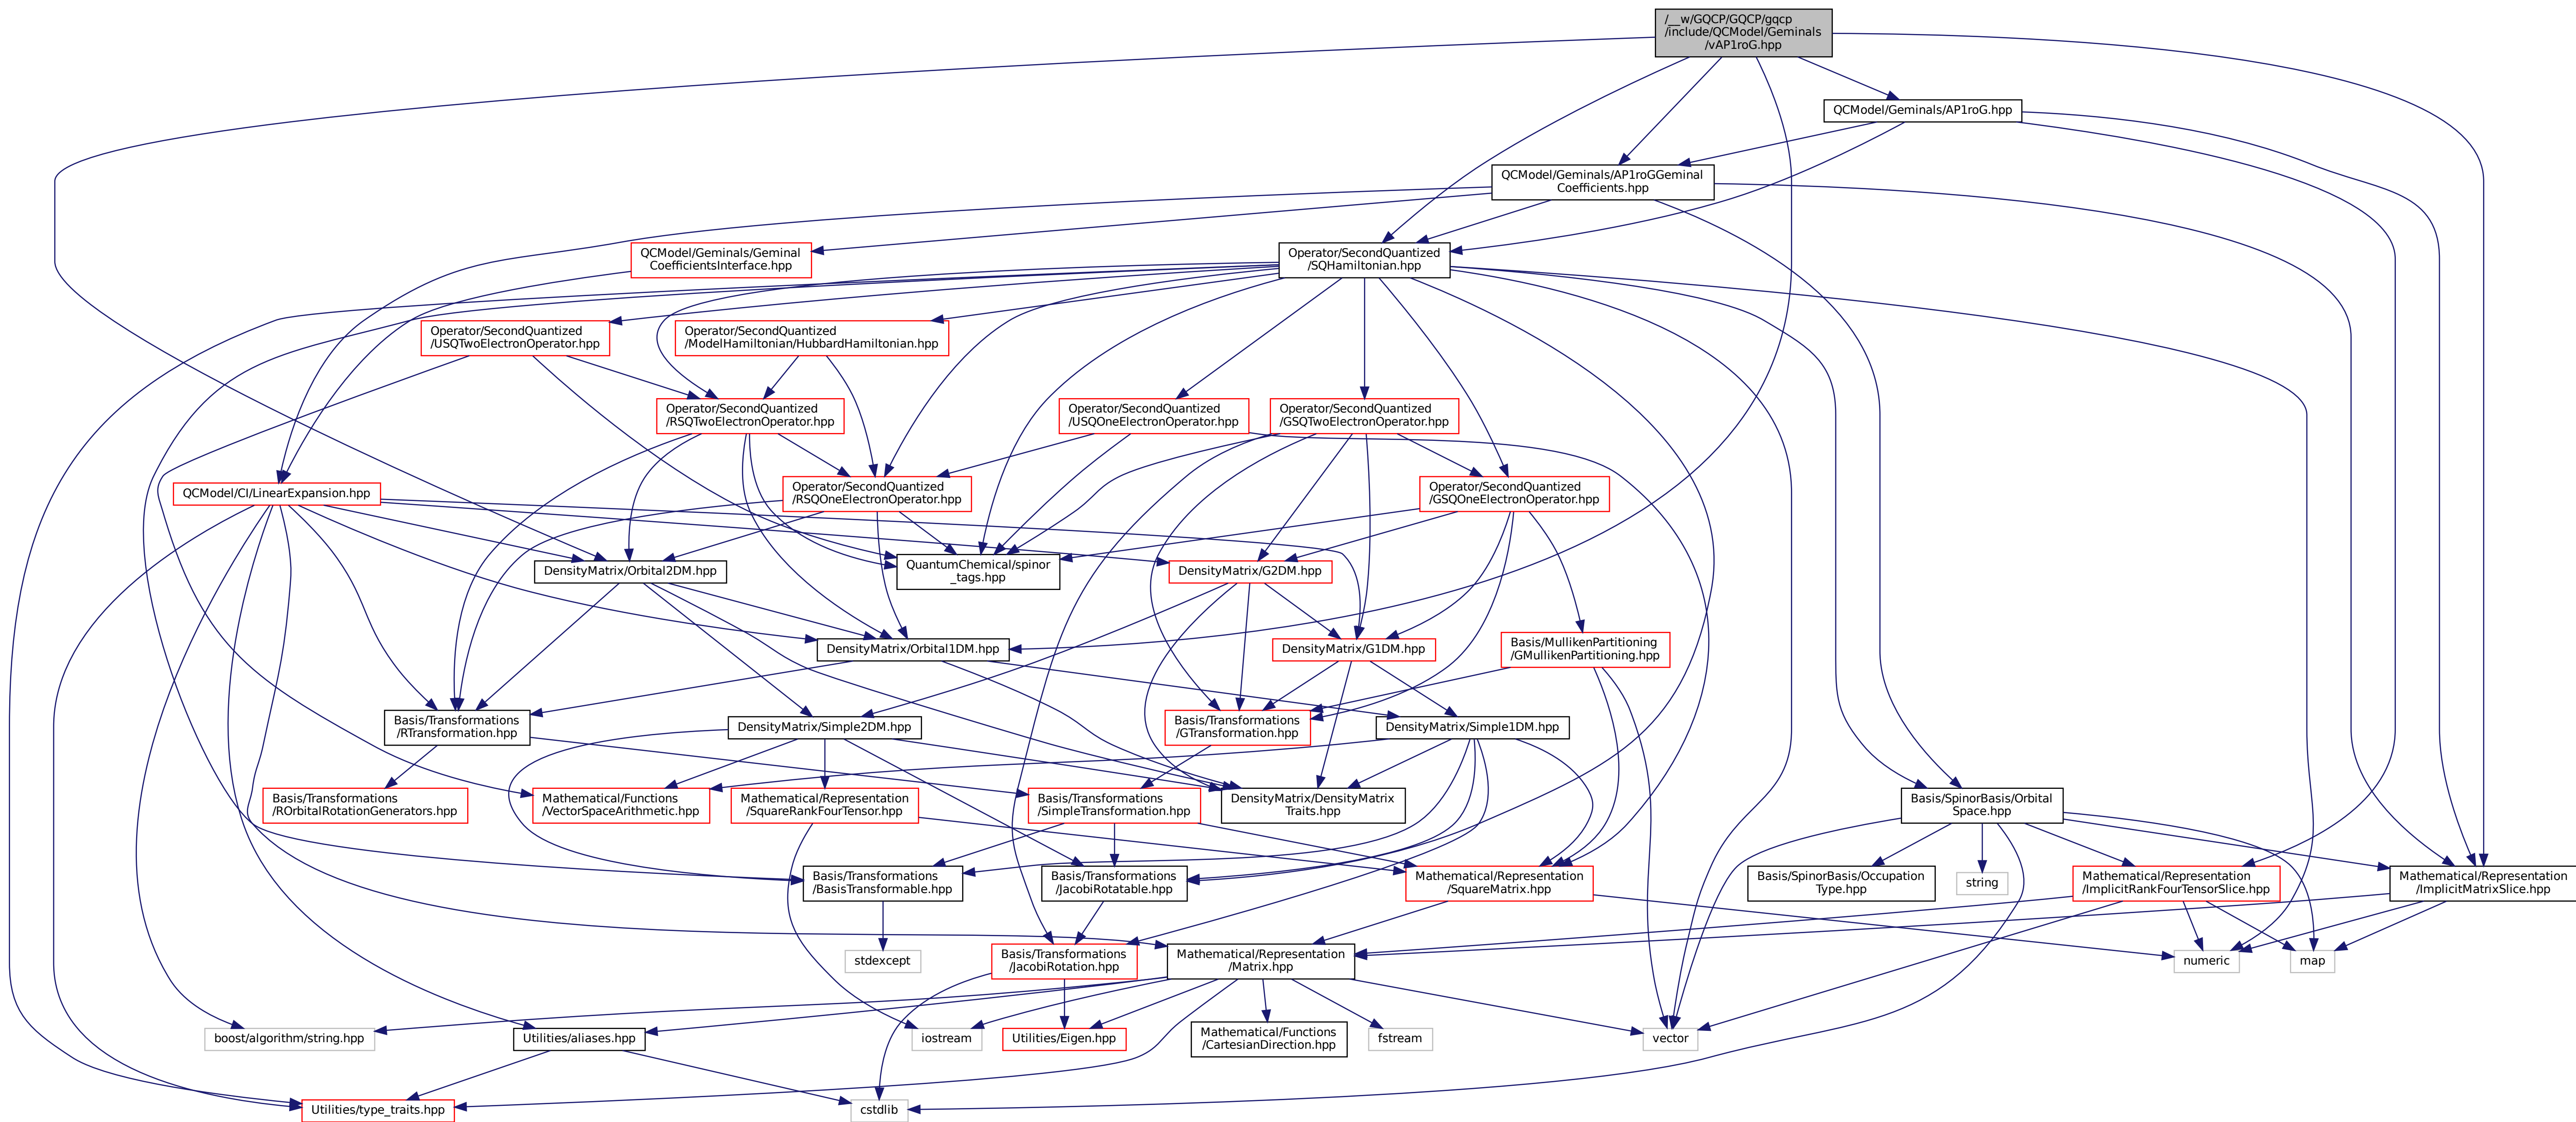 /__w/GQCP/GQCP/gqcp
/include/QCModel/Geminals
/vAP1roG.hpp
QCModel/Geminals/AP1roG.hpp
QCModel/Geminals/AP1roGGeminal
Coefficients.hpp
QCModel/Geminals/Geminal
CoefficientsInterface.hpp
Operator/SecondQuantized
/SQHamiltonian.hpp
Operator/SecondQuantized
/USQTwoElectronOperator.hpp
Operator/SecondQuantized
/ModelHamiltonian/HubbardHamiltonian.hpp
Operator/SecondQuantized
/RSQTwoElectronOperator.hpp
Operator/SecondQuantized
/USQOneElectronOperator.hpp
Operator/SecondQuantized
/GSQTwoElectronOperator.hpp
QCModel/CI/LinearExpansion.hpp
Operator/SecondQuantized
/RSQOneElectronOperator.hpp
Operator/SecondQuantized
/GSQOneElectronOperator.hpp
DensityMatrix/Orbital2DM.hpp
QuantumChemical/spinor
_tags.hpp
DensityMatrix/G2DM.hpp
DensityMatrix/Orbital1DM.hpp
DensityMatrix/G1DM.hpp
Basis/MullikenPartitioning
/GMullikenPartitioning.hpp
Basis/Transformations
/RTransformation.hpp
DensityMatrix/Simple2DM.hpp
Basis/Transformations
/GTransformation.hpp
DensityMatrix/Simple1DM.hpp
Basis/Transformations
/ROrbitalRotationGenerators.hpp
Mathematical/Functions
/VectorSpaceArithmetic.hpp
Mathematical/Representation
/SquareRankFourTensor.hpp
Basis/Transformations
/SimpleTransformation.hpp
DensityMatrix/DensityMatrix
Traits.hpp
Basis/SpinorBasis/Orbital
Space.hpp
Basis/Transformations
/BasisTransformable.hpp
Basis/Transformations
/JacobiRotatable.hpp
Mathematical/Representation
/SquareMatrix.hpp
Basis/SpinorBasis/Occupation
Type.hpp
string
Mathematical/Representation
/ImplicitRankFourTensorSlice.hpp
Mathematical/Representation
/ImplicitMatrixSlice.hpp
stdexcept
Basis/Transformations
/JacobiRotation.hpp
Mathematical/Representation
/Matrix.hpp
numeric
map
boost/algorithm/string.hpp
Utilities/aliases.hpp
iostream
Utilities/Eigen.hpp
Mathematical/Functions
/CartesianDirection.hpp
fstream
vector
Utilities/type_traits.hpp
cstdlib